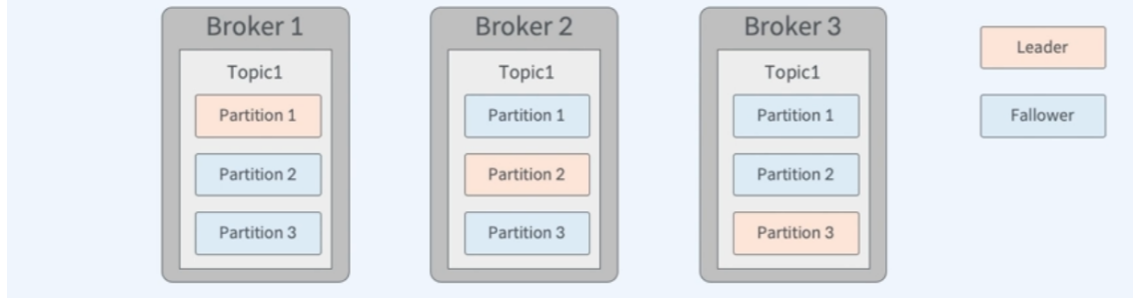 Broker 1
Topic1
Partition 1
Partition 2
Partition 3
Broker 2
Topic1
Partition 1
Partition 2
Partition 3
Broker 3
Topic1
Partition 1
Partition 2
Partition 3
Leader
Fallower